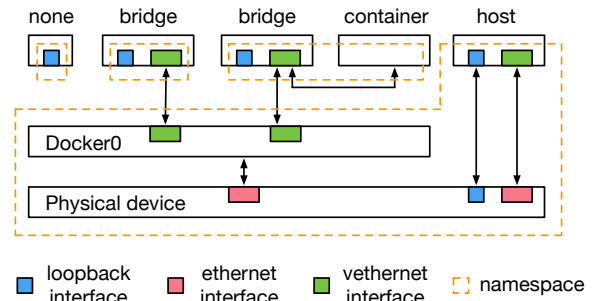 none bridge bridge container host
Docker0
Physical device
loopback ethernet vethernet namespace
interface interface interface